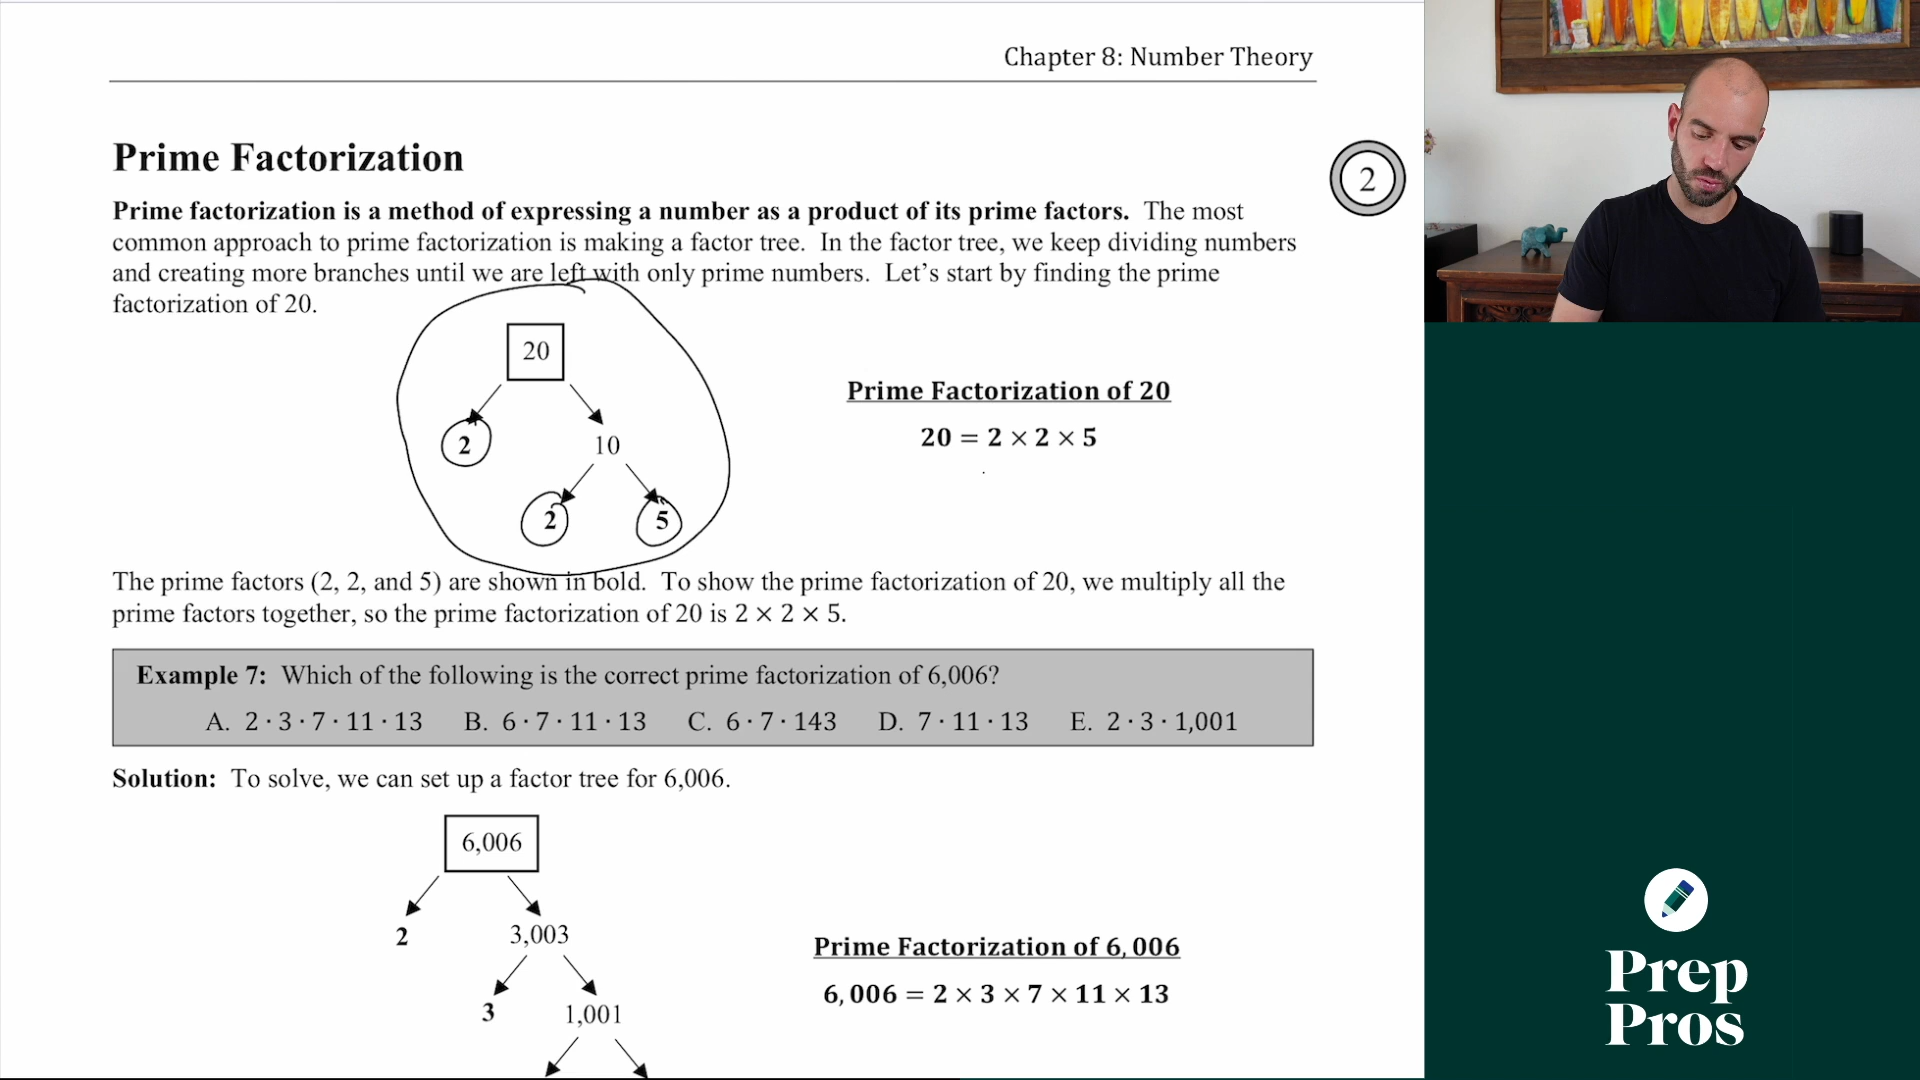 Chapter 8: Number Theory
Prime Factorization
2
Prime factorization is a method of expressing a number as a product of its prime factors. The most
common approach to prime factorization is making a factor tree. In the factor tree, we keep dividing numbers
and creating more branches until we are left with only prime numbers. Let’s start by finding the prime
factorization of 20.
20
2
10
2
5
Prime Factorization of 20
20 = 2 × 2 × 5
The prime factors (2, 2, and 5) are shown in bold. To show the prime factorization of 20, we multiply all the
prime factors together, so the prime factorization of 20 is 2 × 2 × 5.
Example 7: Which of the following is the correct prime factorization of 6,006?
A. 2 · 3 · 7 · 11 · 13 B. 6 · 7 · 11 · 13 C. 6 · 7 · 143 D. 7 · 11 · 13 E. 2 · 3 · 1,001
Solution: To solve, we can set up a factor tree for 6,006.
6,006
2
3,003
3
1,001
Prime Factorization of 6,006
6,006 = 2 × 3 × 7 × 11 × 13
Prep
Pros